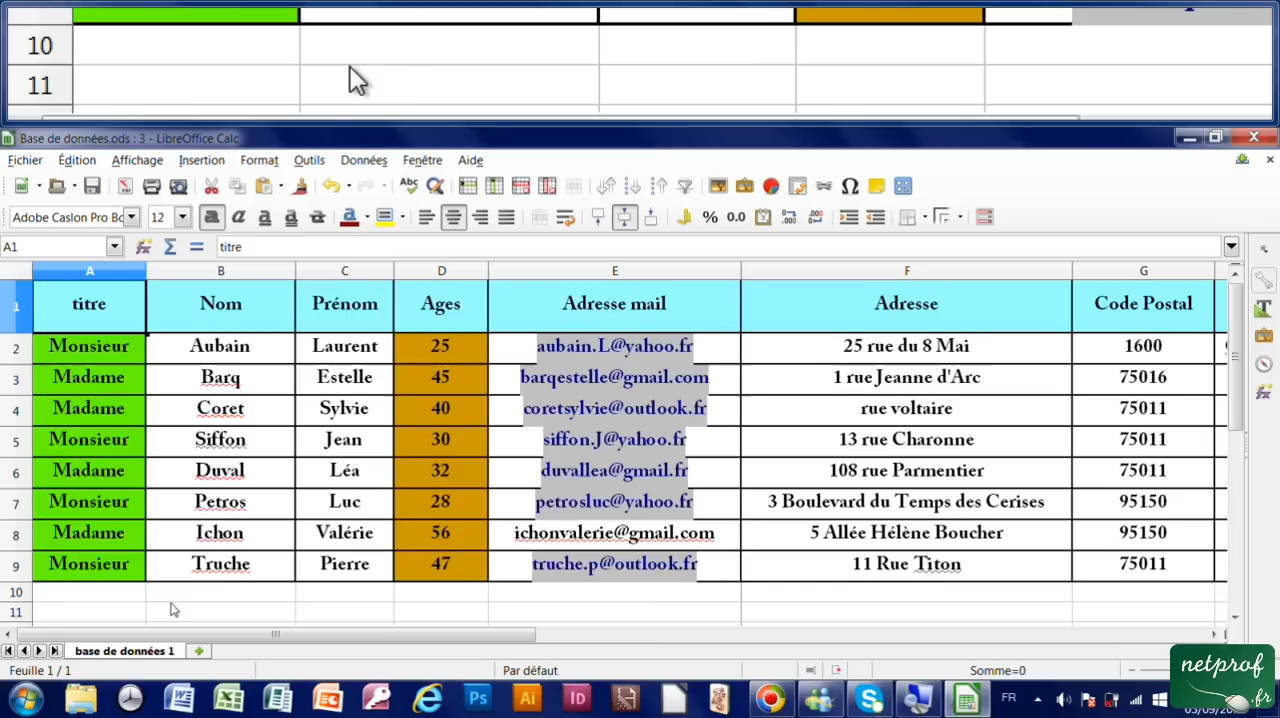 10
11
Base de données.ods : 3 - LibreOffice Calc
Fichier Édition Affichage Insertion Format Outils Données Fenêtre Aide
Adobe Caslon Pro Bc 12
A1 titre
A B C D E F G
1 titre Nom Prénom Ages Adresse mail Adresse Code Postal
2 Monsieur Aubain Laurent 25 aubain.L@yahoo.fr 25 rue du 8 Mai 1600
3 Madame Barq Estelle 45 barqestelle@gmail.com 1 rue Jeanne d'Arc 75016
4 Madame Coret Sylvie 40 coretsylvie@outlook.fr rue voltaire 75011
5 Monsieur Siffon Jean 30 siffon.J@yahoo.fr 13 rue Charonne 75011
6 Madame Duval Léa 32 duvallea@gmail.fr 108 rue Parmentier 75011
7 Monsieur Petros Luc 28 petrosluc@yahoo.fr 3 Boulevard du Temps des Cerises 95150
8 Madame Ichon Valérie 56 ichonvalerie@gmail.com 5 Allée Hélène Boucher 95150
9 Monsieur Truche Pierre 47 truche.p@outlook.fr 11 Rue Titon 75011
10
11
base de données 1
Feuille 1 / 1 Par défaut Somme=0
netprof
.fr
Ps Ai ID FR